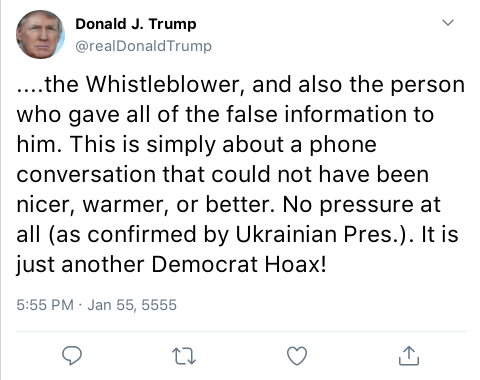 Donald J. Trump
@realDonaldTrump
....the Whistleblower, and also the person
who gave all of the false information to
him. This is simply about a phone
conversation that could not have been
nicer, warmer, or better. No pressure at
all (as confirmed by Ukrainian Pres.). It is
just another Democrat Hoax!
5:55 PM · Jan 55, 5555